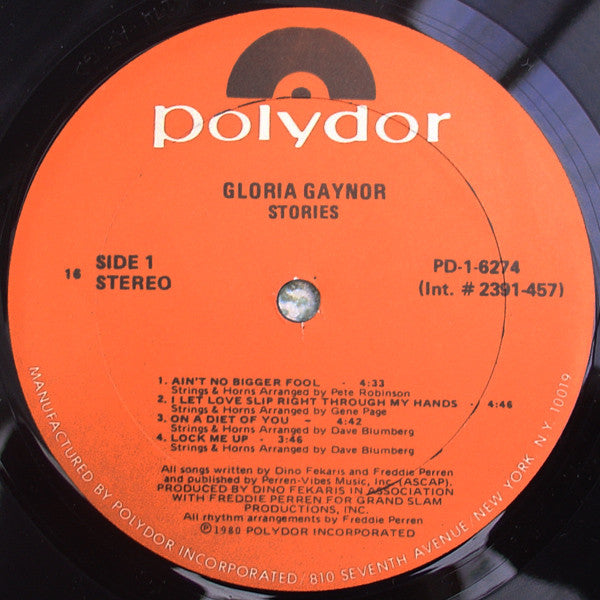 polydor
GLORIA GAYNOR
STORIES
16
SIDE 1
STEREO
PD-1-6274
(Int. # 2391-457)
1. AIN'T NO BIGGER FOOL - 4:33
Strings & Horns Arranged by Pete Robinson
2. I LET LOVE SLIP RIGHT THROUGH MY HANDS - 4:46
Strings & Horns Arranged by Gene Page
3. ON A DIET OF YOU - 4:42
Strings & Horns Arranged by Dave Blumberg
4. LOCK ME UP - 3:46
Strings & Horns Arranged by Dave Blumberg
All songs written by Dino Fekaris and Freddie Perren
and published by Perren-Vibes Music, Inc. (ASCAP)
PRODUCED BY DINO FEKARIS IN ASSOCIATION
WITH FREDDIE PERREN FOR GRAND SLAM
PRODUCTIONS, INC.
All rhythm arrangements by Freddie Perren
℗1980 POLYDOR INCORPORATED
MANUFACTURED BY POLYDOR INCORPORATED/810 SEVENTH AVENUE, NEW YORK, N.Y. 10019